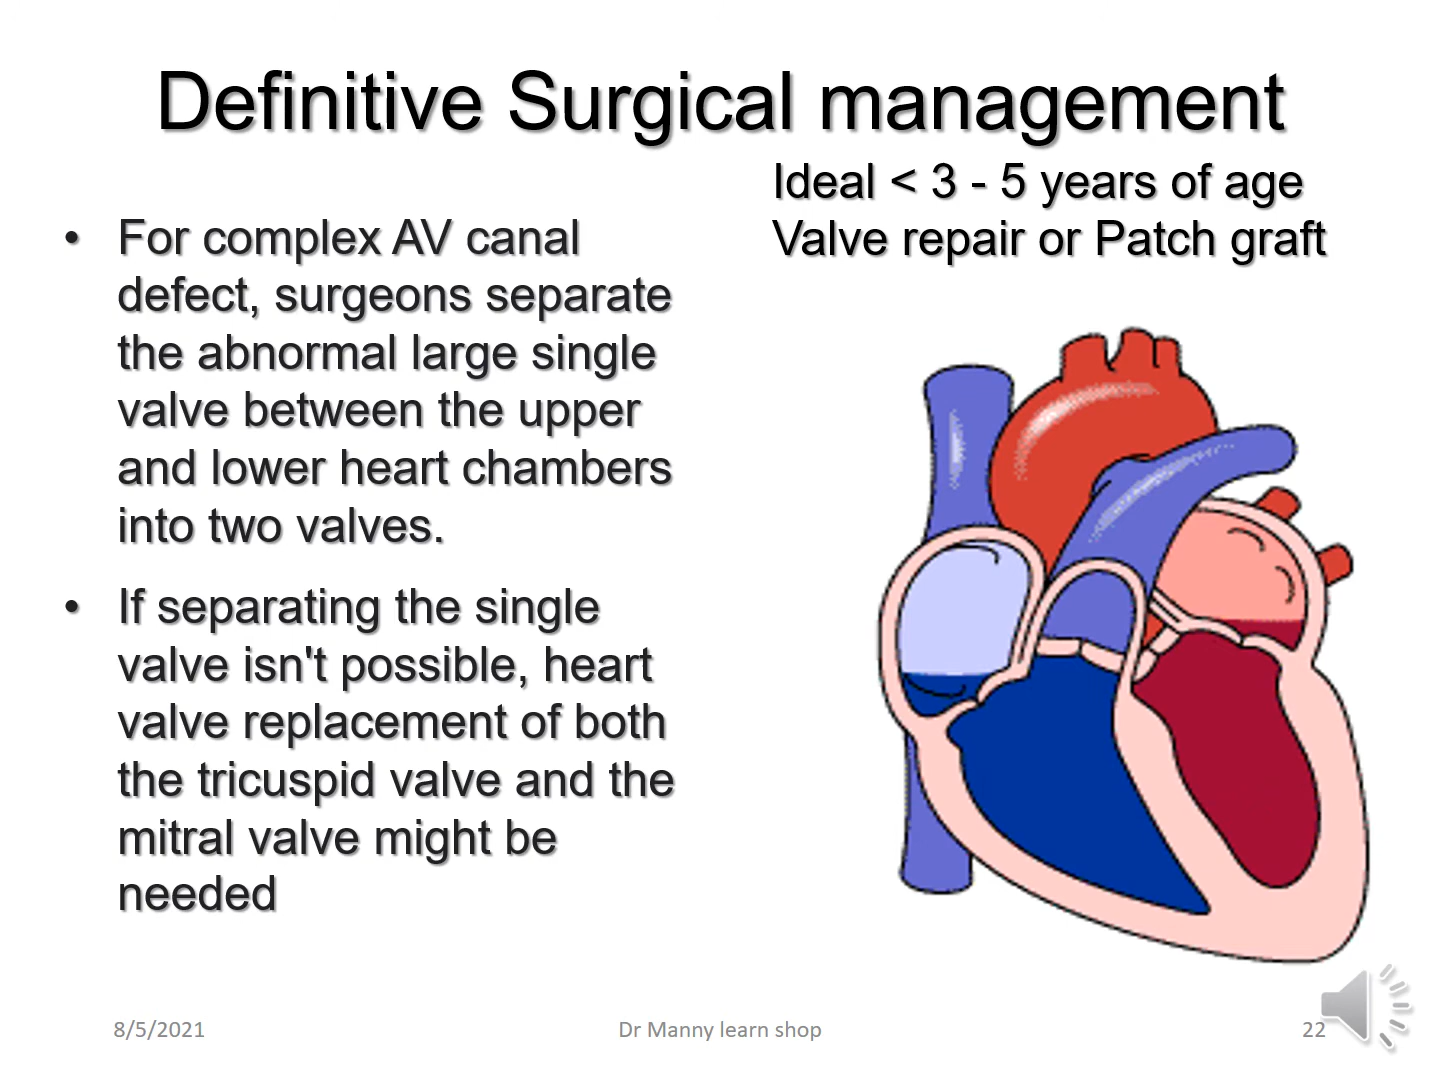 Definitive Surgical management
Ideal < 3 - 5 years of age
Valve repair or Patch graft
• For complex AV canal
defect, surgeons separate
the abnormal large single
valve between the upper
and lower heart chambers
into two valves.
• If separating the single
valve isn't possible, heart
valve replacement of both
the tricuspid valve and the
mitral valve might be
needed
8/5/2021
Dr Manny learn shop
22